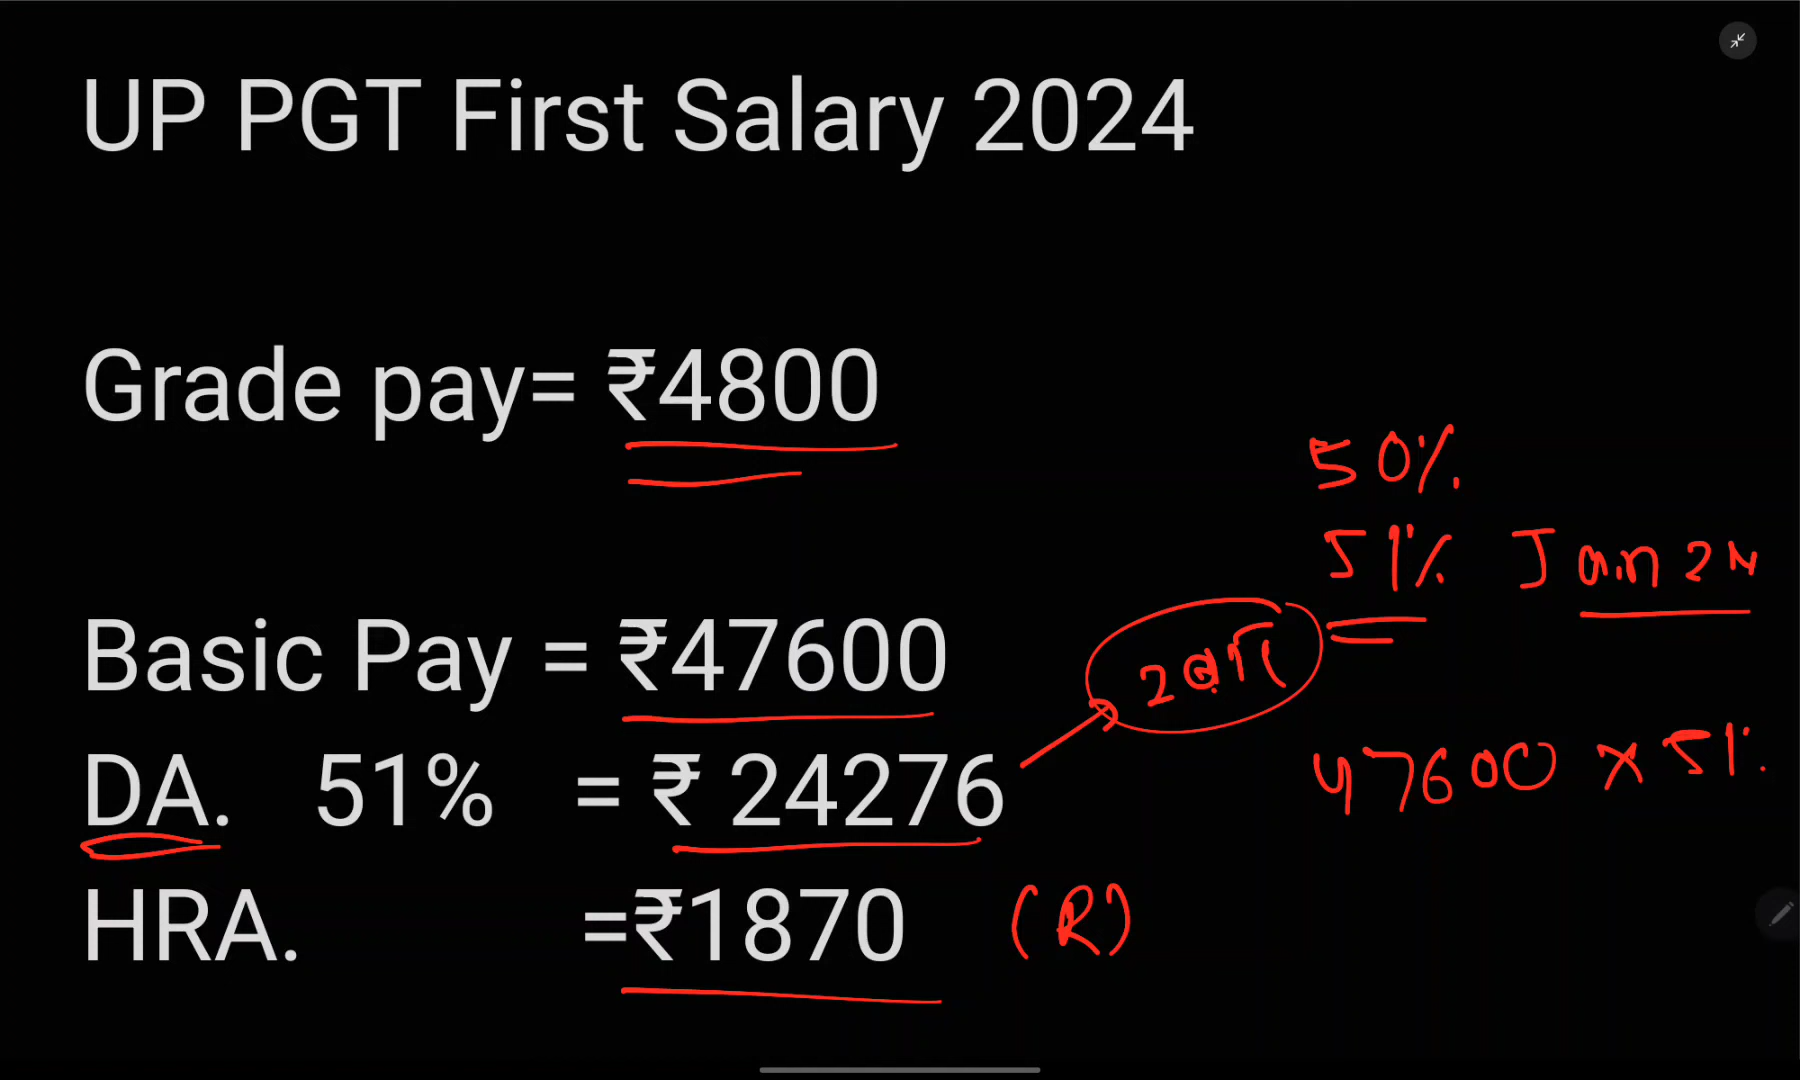 UP PGT First Salary 2024
Grade pay= ₹4800
50%
51% Jan 24
Basic Pay = ₹47600
DA. 51% = ₹ 24276
47600 x 51%
HRA. =₹1870 (R)